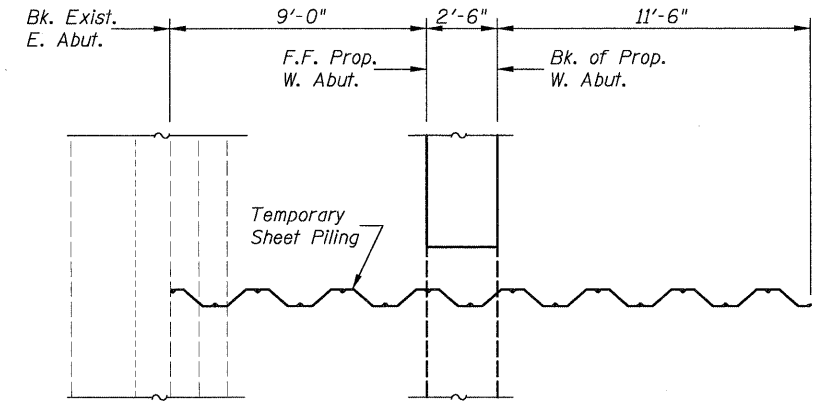 Bk. Exist.
E. Abut.
9'-0"
2'-6"
11'-6"
F.F. Prop.
W. Abut.
Bk. of Prop.
W. Abut.
Temporary
Sheet Piling